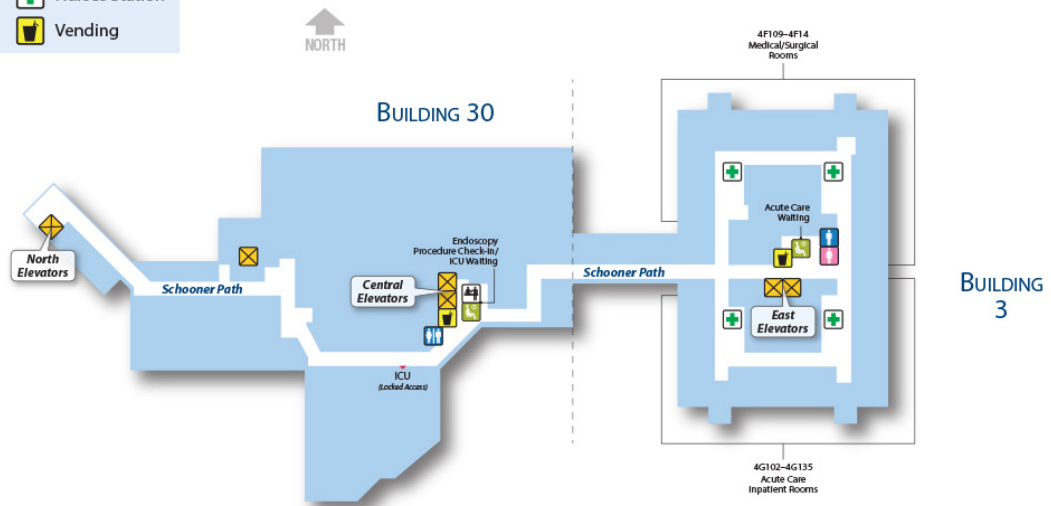 Vending
NORTH
4F109–4F14
Medical/Surgical
Rooms
BUILDING 30
Acute Care
Waiting
North
Elevators
Schooner Path
Endoscopy
Procedure Check-in/
ICU Waiting
Central
Elevators
Schooner Path
BUILDING
3
East
Elevators
ICU
(Locked Access)
4G102–4G135
Acute Care
Inpatient Rooms